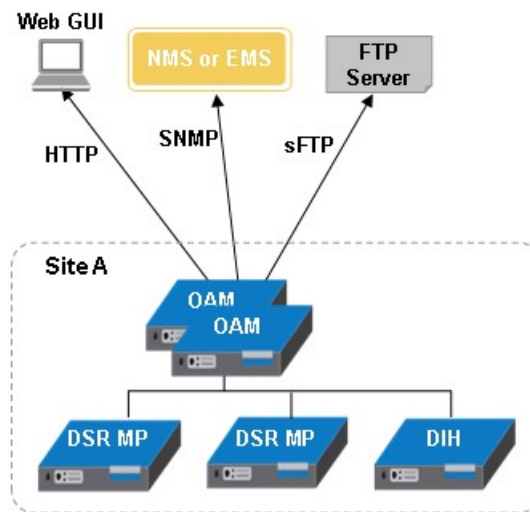 Web GUI
NMS or EMS
FTP
Server
HTTP
SNMP
sFTP
Site A
OAM
OAM
DSR MP
DSR MP
DIH